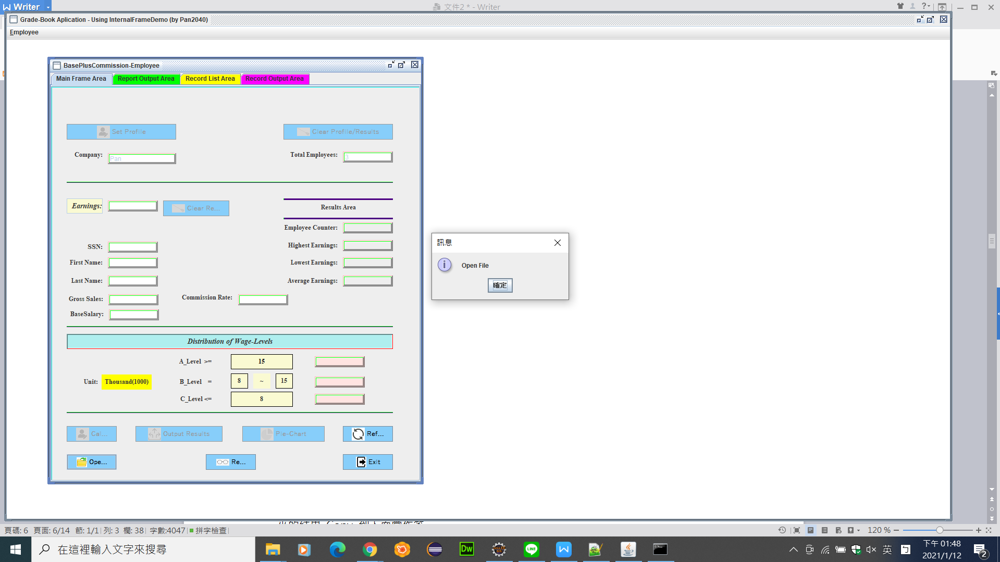 Writer
文件2 * - Writer
Grade-Book Aplication - Using InternalFrameDemo (by Pan2040)
Employee
BasePlusCommission-Employee
Main Frame Area
Report Output Area
Record List Area
Record Output Area
Set Profile
Clear Profile/Results
Company:
Pan
Total Employees:
3
Earnings:
Clear Re...
Results Area
Employee Counter:
SSN:
Highest Earnings:
First Name:
Lowest Earnings:
Last Name:
Average Earnings:
Gross Sales:
Commission Rate:
BaseSalary:
訊息
Open File
確定
Distribution of Wage-Levels
A_Level >=
15
Unit:
Thousand(1000)
B_Level =
8
~
15
C_Level <=
8
Cal...
Output Results
Pie-Chart
Ref...
Ope...
Re...
Exit
頁碼: 6 頁面: 6/14 節: 1/1 列: 3 欄: 38 字數:4047 拼字檢查
120 %
在這裡輸入文字來搜尋
Dw
LINE
英
下午 01:48
2021/1/12
2